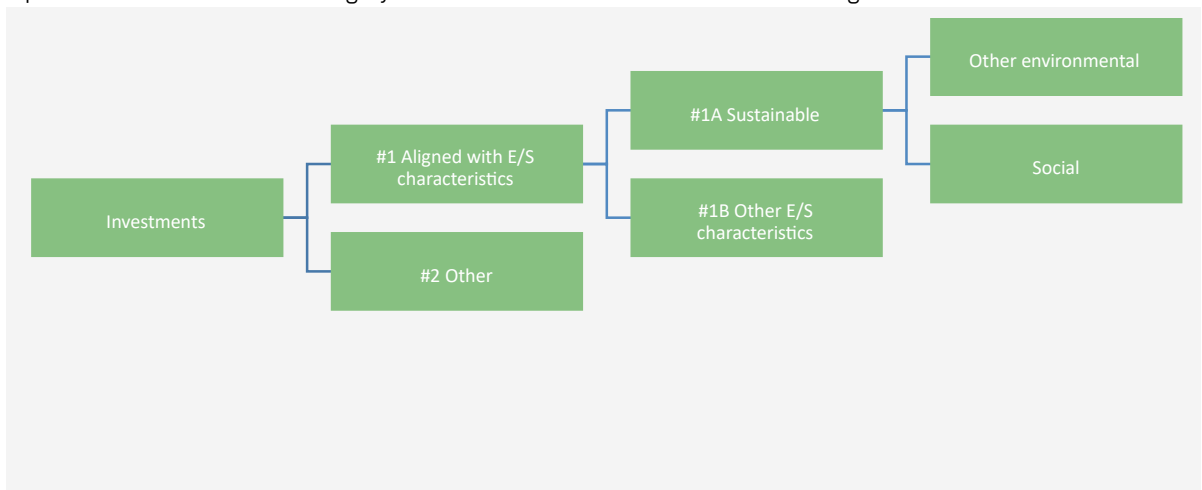 Other environmental
#1A Sustainable
#1 Aligned with E/S
characteristics
Social
Investments
#1B Other E/S
characteristics
#2 Other